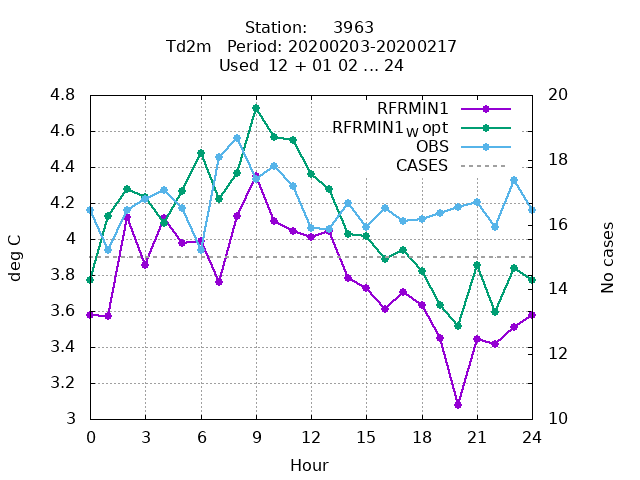 Station: 3963
Td2m Period: 20200203-20200217
Used 12 + 01 02 ... 24
4.8
4.6
4.4
4.2
4
3.8
3.6
3.4
3.2
3
20
18
16
14
12
10
RFRMIN1
RFRMIN1wopt
OBS
CASES
deg C
No cases
0 3 6 9 12 15 18 21 24
Hour